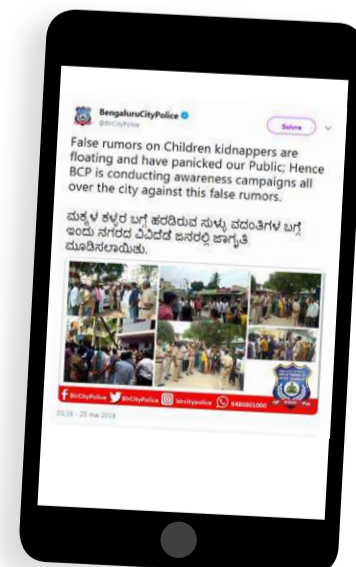 BengaluruCityPolice
@BlrCityPolice
Suivre
False rumors on Children kidnappers are
floating and have panicked our Public; Hence
BCP is conducting awareness campaigns all
over the city against this false rumors.
ಮಕ್ಕಳ ಕಳ್ಳರ ಬಗ್ಗೆ ಹರಡಿರುವ ಸುಳ್ಳು ವದಂತಿಗಳ ಬಗ್ಗೆ
ಇಂದು ನಗರದ ವಿವಿದೆಡೆ ಜನರಲ್ಲಿ ಜಾಗೃತಿ
ಮೂಡಿಸಲಾಯಿತು.
BlrCityPolice BlrCityPolice blrcitypolice 9480801000
01:16 - 25 mai 2018